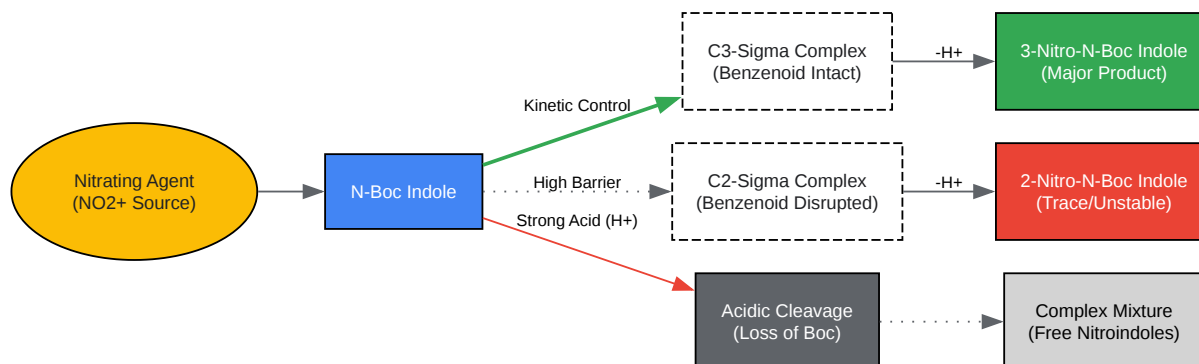 Nitrating Agent
(NO2+ Source)
N-Boc Indole
Kinetic Control
High Barrier
Strong Acid (H+)
C3-Sigma Complex
(Benzenoid Intact)
-H+
3-Nitro-N-Boc Indole
(Major Product)
C2-Sigma Complex
(Benzenoid Disrupted)
-H+
2-Nitro-N-Boc Indole
(Trace/Unstable)
Acidic Cleavage
(Loss of Boc)
Complex Mixture
(Free Nitroindoles)